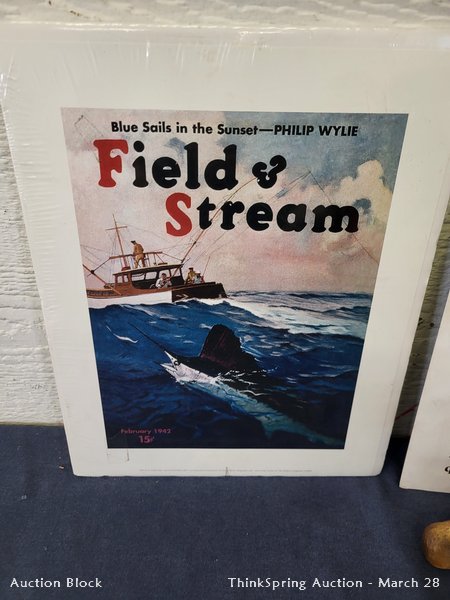 Blue Sails in the Sunset—PHILIP WYLIE
Field &
Stream
February 1942
15¢
Auction Block
ThinkSpring Auction - March 28